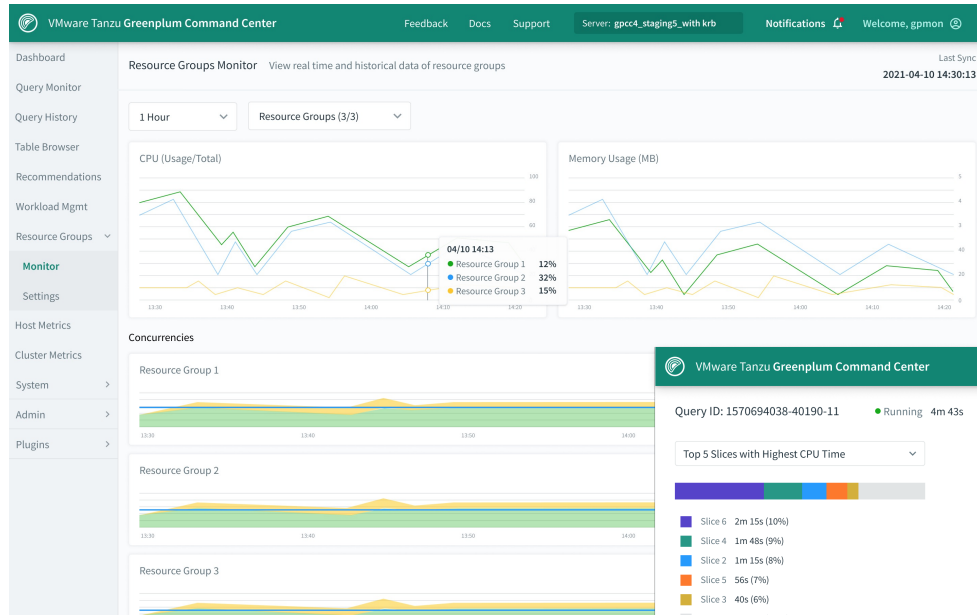 VMware Tanzu Greenplum Command Center
Feedback
Docs
Support
Server: gpcc4_staging5_with krb
Notifications
Welcome, gpmon
Dashboard
Query Monitor
Query History
Table Browser
Recommendations
Workload Mgmt
Resource Groups
Monitor
Settings
Host Metrics
Cluster Metrics
System
Admin
Plugins
Resource Groups Monitor View real time and historical data of resource groups
Last Sync
2021-04-10 14:30:13
1 Hour
Resource Groups (3/3)
CPU (Usage/Total)
100
80
60
04/10 14:13
Resource Group 1 12%
Resource Group 2 32%
Resource Group 3 15%
13:30 13:40 13:50 14:00 14:10 14:20
Memory Usage (MB)
5
4
3
40
20
0
13:30 13:40 13:50 14:00 14:10 14:20
Concurrencies
Resource Group 1
13:30 13:40 13:50 14:00
Resource Group 2
13:30 13:40 13:50 14:00
Resource Group 3
VMware Tanzu Greenplum Command Center
Query ID: 1570694038-40190-11
Running 4m 43s
Top 5 Slices with Highest CPU Time
Slice 6 2m 15s (10%)
Slice 4 1m 48s (9%)
Slice 2 1m 15s (8%)
Slice 5 56s (7%)
Slice 3 40s (6%)